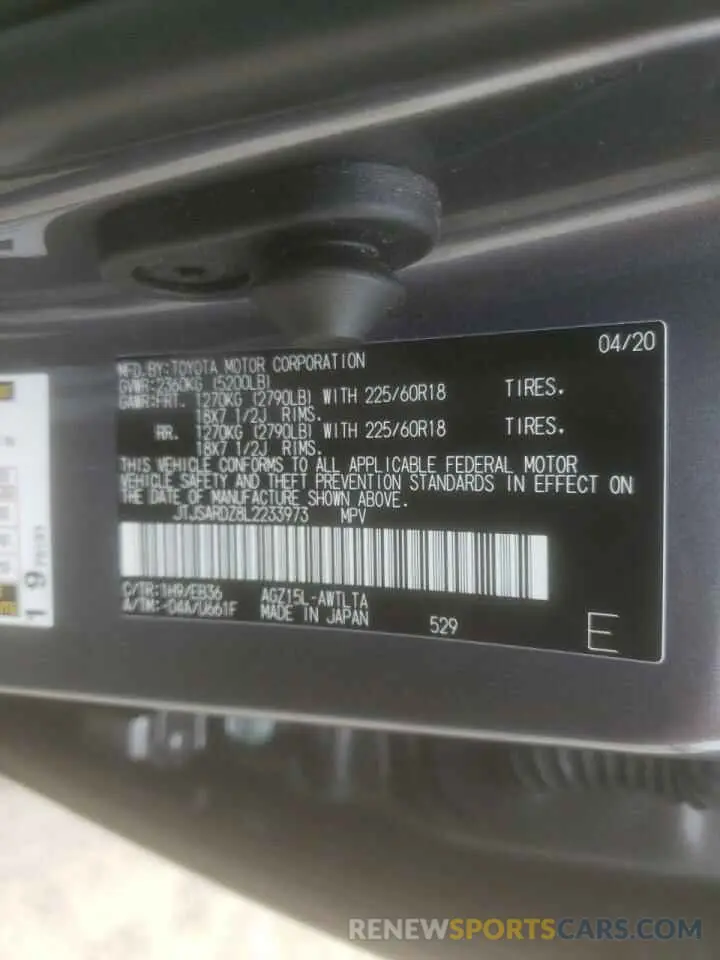 04/20
MFD.BY:TOYOTA MOTOR CORPORATION
GVWR:2360KG (5200LB)
GAWR:FRT. 1270KG (2790LB) WITH 225/60R18 TIRES.
18X7 1/2J RIMS.
RR. 1270KG (2790LB) WITH 225/60R18 TIRES.
18X7 1/2J RIMS.
THIS VEHICLE CONFORMS TO ALL APPLICABLE FEDERAL MOTOR
VEHICLE SAFETY AND THEFT PREVENTION STANDARDS IN EFFECT ON
THE DATE OF MANUFACTURE SHOWN ABOVE.
JTJSARDZ8L2233973 MPV
C/TR:1H9/EB36 AGZ15L-AWTLTA
A/TM:-04A/U661F MADE IN JAPAN 529
E
19
RENEWSPORTSCARS.COM